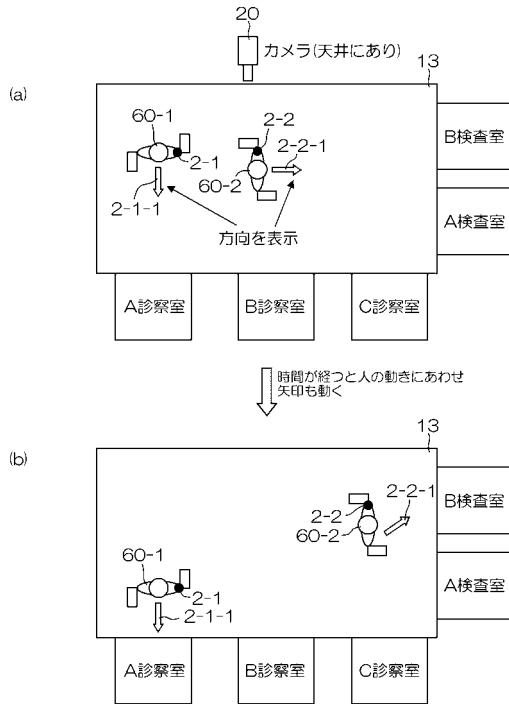 20
カメラ(天井にあり)
13
(a)
60-1
2-2
2-1
2-2-1
60-2
2-1-1
方向を表示
B検査室
A検査室
A診察室
B診察室
C診察室
時間が経つと人の動きにあわせ
矢印も動く
13
(b)
2-2-1
2-2
60-2
60-1
2-1
2-1-1
B検査室
A検査室
A診察室
B診察室
C診察室